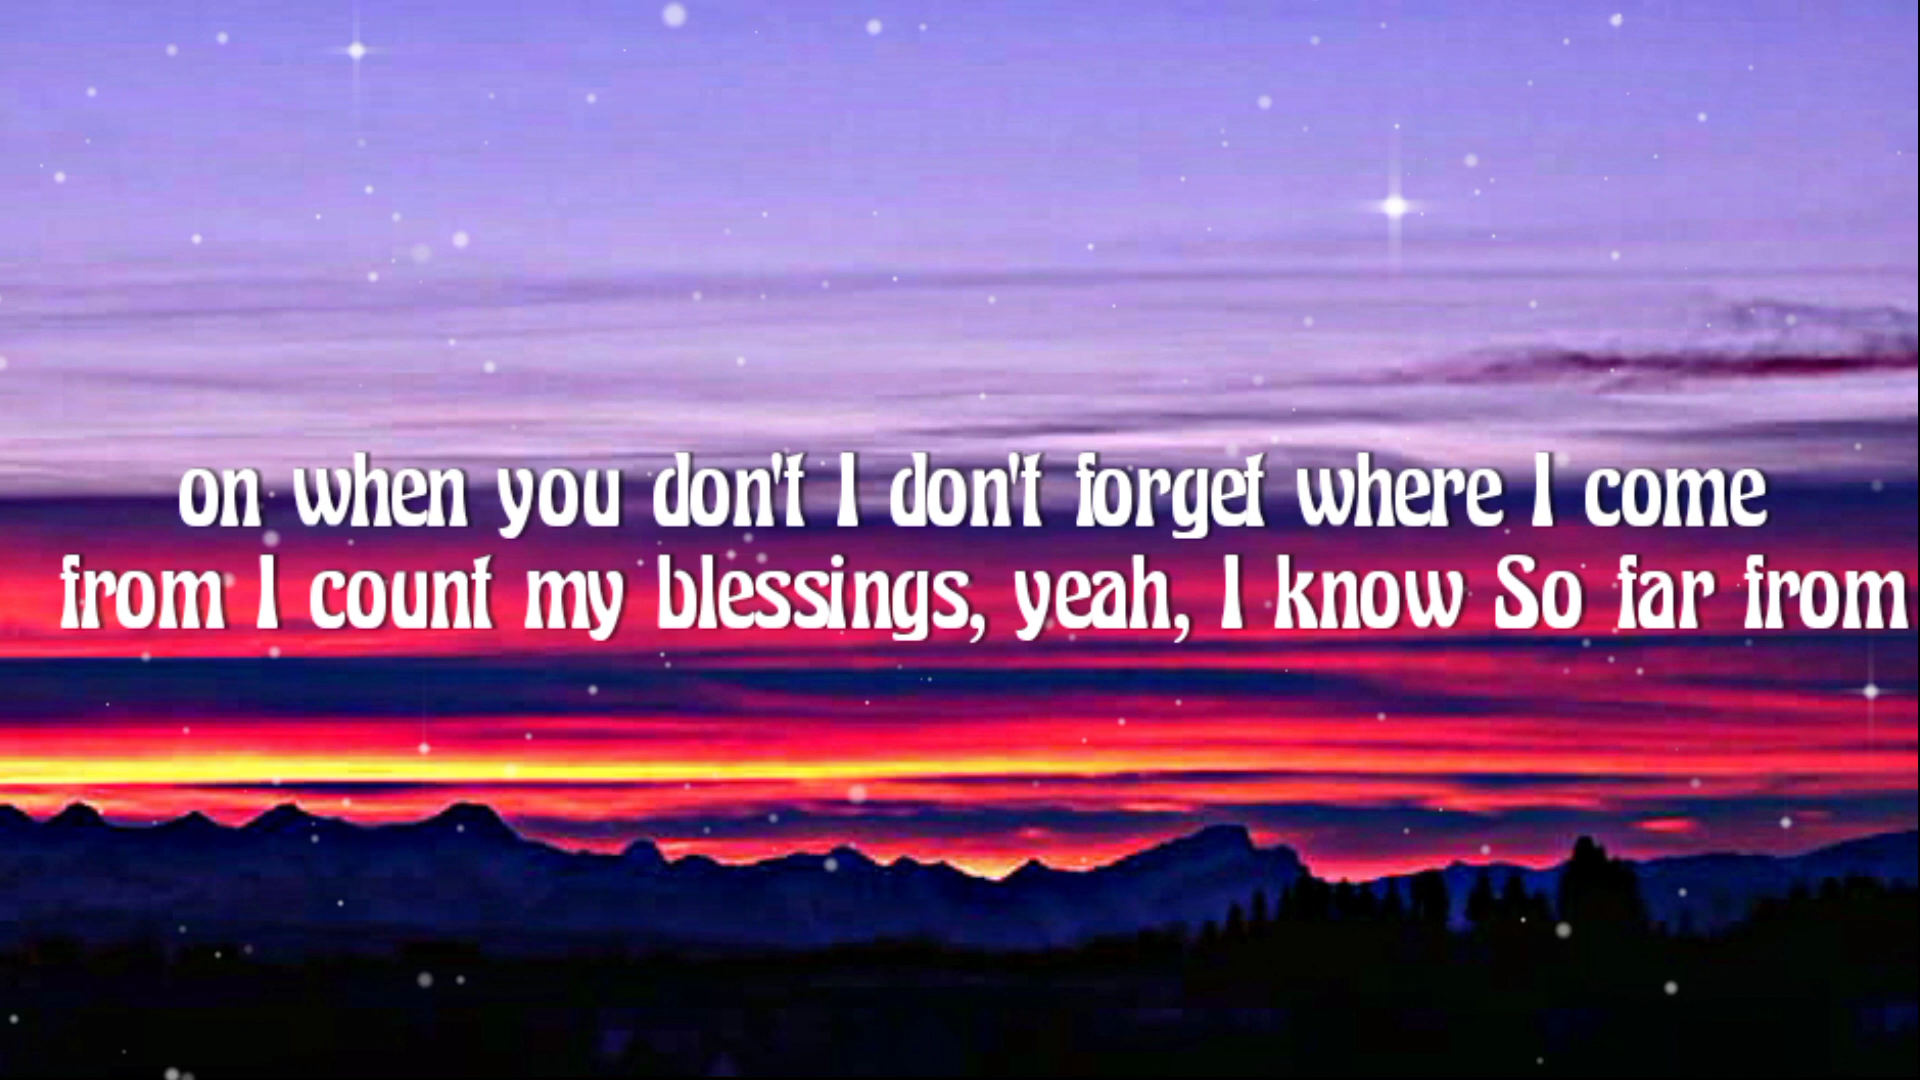 on when you don't I don't forget where I come
from I count my blessings, yeah, I know So far from